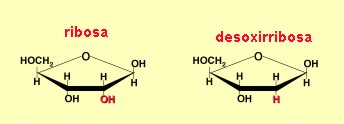 ribosa
desoxirribosa
HOCH₂ O OH
H H H H
OH OH
HOCH₂ O OH
H H H H
OH H